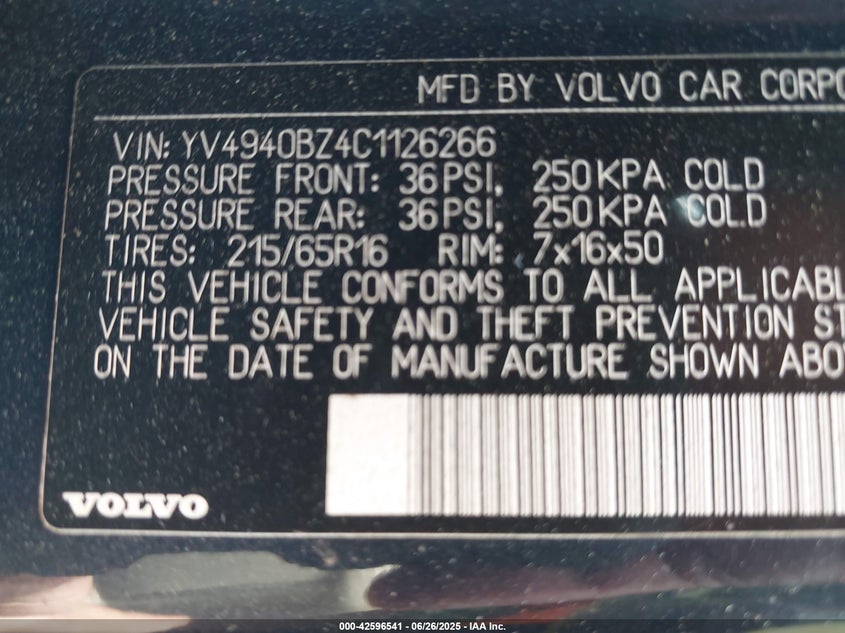 MFD BY VOLVO CAR CORPO
VIN: YV4940BZ4C1126266
PRESSURE FRONT: 36PSI, 250KPA COLD
PRESSURE REAR: 36PSI, 250KPA COLD
TIRES: 215/65R16 RIM: 7x16x50
THIS VEHICLE CONFORMS TO ALL APPLICABL
VEHICLE SAFETY AND THEFT PREVENTION ST
ON THE DATE OF MANUFACTURE SHOWN ABO
VOLVO
000-42596541 - 06/26/2025 - IAA Inc.